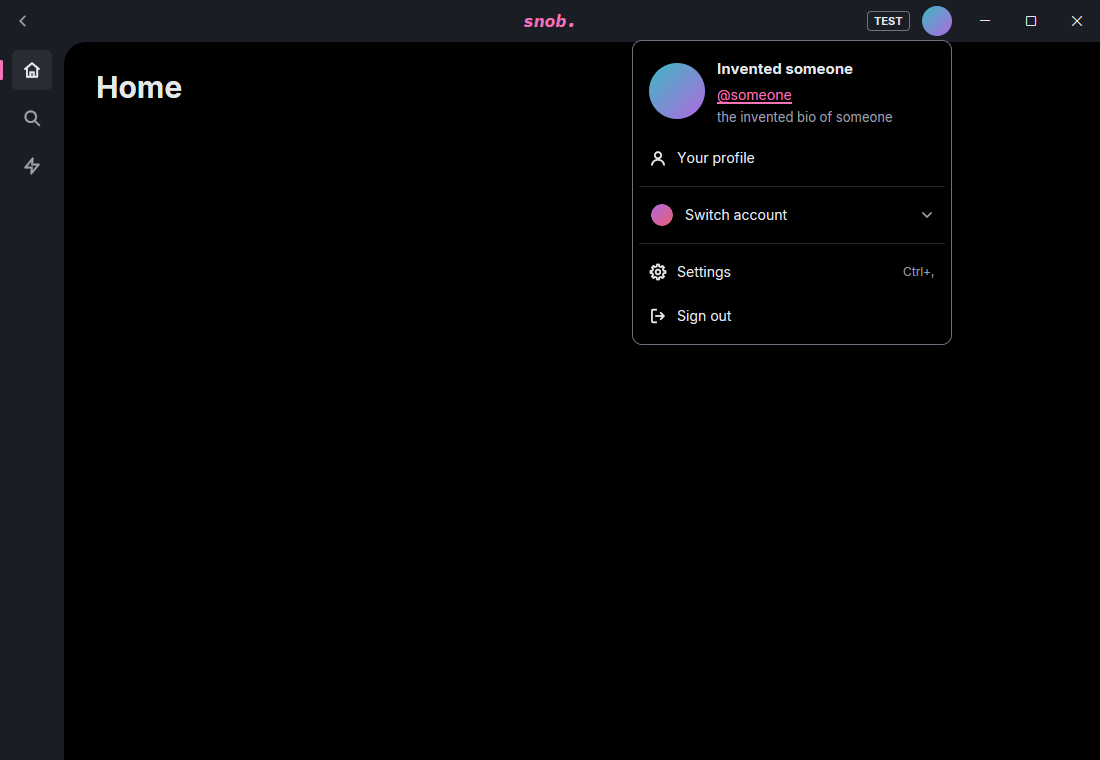 snob.
TEST
Home
Invented someone
@someone
the invented bio of someone
Your profile
Switch account
Settings Ctrl+,
Sign out